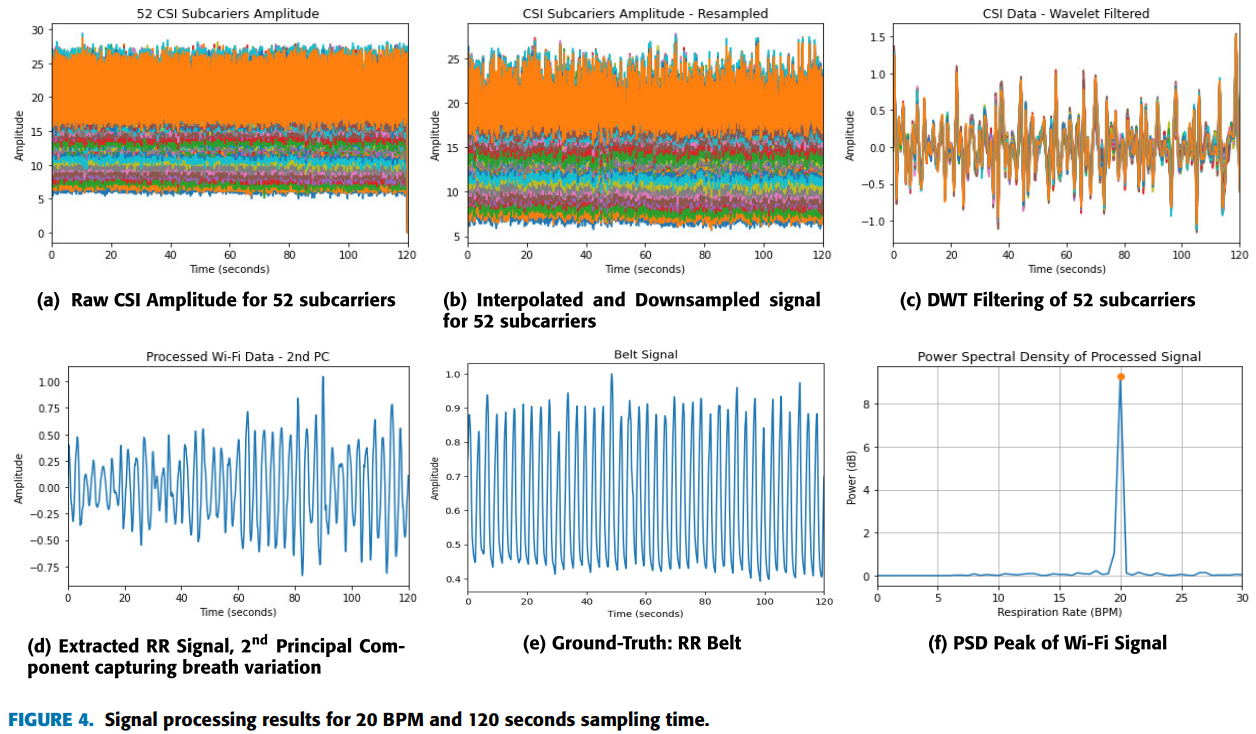 52 CSI Subcariers Amplitude
30
25
20
15
10
5
0
Amplitude
0 20 40 60 80 100 120
Time (seconds)
(a) Raw CSI Amplitude for 52 subcarriers
CSI Subcariers Amplitude - Resampled
25
20
15
10
5
Amplitude
0 20 40 60 80 100 120
Time (seconds)
(b) Interpolated and Downsampled signal
for 52 subcarriers
CSI Data - Wavelet Filtered
1.5
1.0
0.5
0.0
−0.5
−1.0
Amplitude
0 20 40 60 80 100 120
Time (seconds)
(c) DWT Filtering of 52 subcarriers
Processed Wi-Fi Data - 2nd PC
1.00
0.75
0.50
0.25
0.00
−0.25
−0.50
−0.75
Amplitude
0 20 40 60 80 100 120
Time (seconds)
(d) Extracted RR Signal, 2nd Principal Com-
ponent capturing breath variation
Belt Signal
1.0
0.9
0.8
0.7
0.6
0.5
0.4
Amplitude
0 20 40 60 80 100 120
Time (seconds)
(e) Ground-Truth: RR Belt
Power Spectral Density of Processed Signal
8
6
4
2
0
Power (dB)
0 5 10 15 20 25 30
Respiration Rate (BPM)
(f) PSD Peak of Wi-Fi Signal
FIGURE 4. Signal processing results for 20 BPM and 120 seconds sampling time.